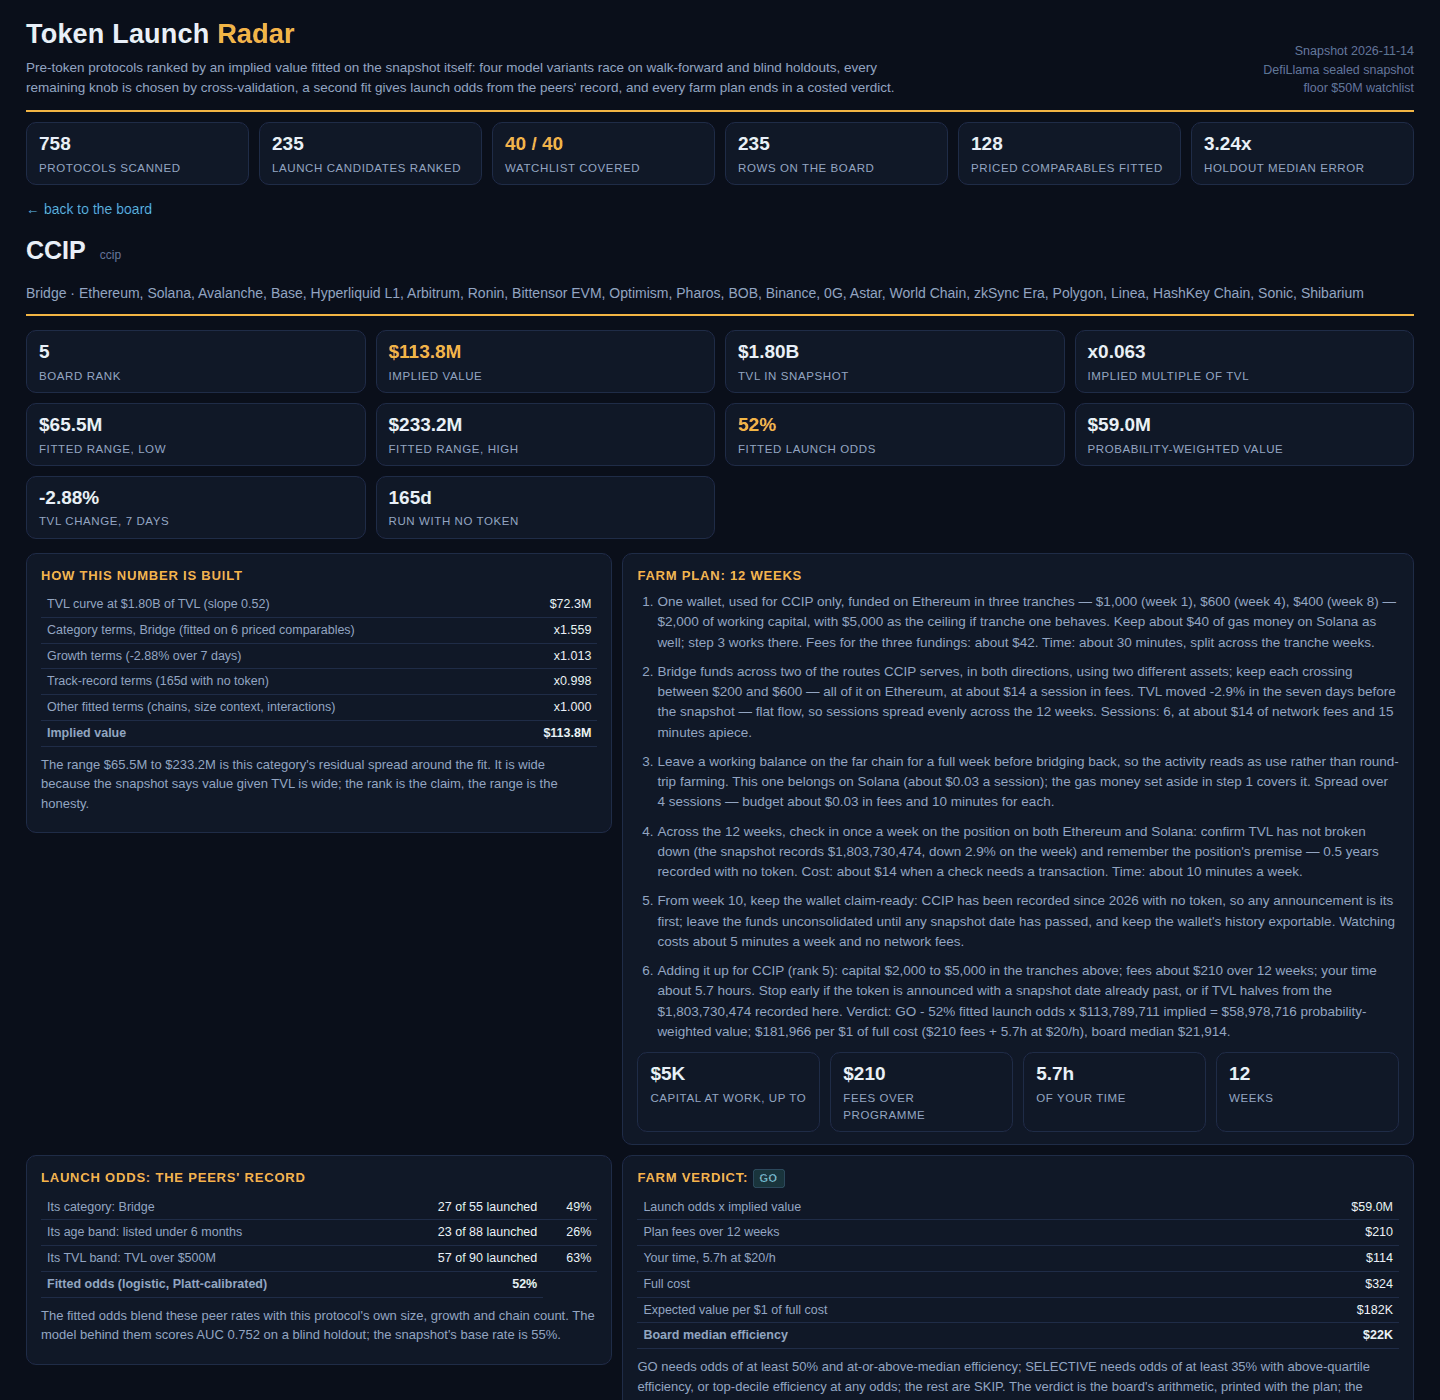 Token Launch Radar
Pre-token protocols ranked by an implied value fitted on the snapshot itself: four model variants race on walk-forward and blind holdouts, every
remaining knob is chosen by cross-validation, a second fit gives launch odds from the peers' record, and every farm plan ends in a costed verdict.
Snapshot 2026-11-14
DefiLlama sealed snapshot
floor $50M watchlist
758
PROTOCOLS SCANNED
235
LAUNCH CANDIDATES RANKED
40 / 40
WATCHLIST COVERED
235
ROWS ON THE BOARD
128
PRICED COMPARABLES FITTED
3.24x
HOLDOUT MEDIAN ERROR
← back to the board
CCIP ccip
Bridge · Ethereum, Solana, Avalanche, Base, Hyperliquid L1, Arbitrum, Ronin, Bittensor EVM, Optimism, Pharos, BOB, Binance, 0G, Astar, World Chain, zkSync Era, Polygon, Linea, HashKey Chain, Sonic, Shibarium
5
BOARD RANK
$113.8M
IMPLIED VALUE
$1.80B
TVL IN SNAPSHOT
x0.063
IMPLIED MULTIPLE OF TVL
$65.5M
FITTED RANGE, LOW
$233.2M
FITTED RANGE, HIGH
52%
FITTED LAUNCH ODDS
$59.0M
PROBABILITY-WEIGHTED VALUE
-2.88%
TVL CHANGE, 7 DAYS
165d
RUN WITH NO TOKEN
HOW THIS NUMBER IS BUILT
TVL curve at $1.80B of TVL (slope 0.52) $72.3M
Category terms, Bridge (fitted on 6 priced comparables) x1.559
Growth terms (-2.88% over 7 days) x1.013
Track-record terms (165d with no token) x0.998
Other fitted terms (chains, size context, interactions) x1.000
Implied value $113.8M
The range $65.5M to $233.2M is this category's residual spread around the fit. It is wide
because the snapshot says value given TVL is wide; the rank is the claim, the range is the
honesty.
FARM PLAN: 12 WEEKS
1. One wallet, used for CCIP only, funded on Ethereum in three tranches — $1,000 (week 1), $600 (week 4), $400 (week 8) —
$2,000 of working capital, with $5,000 as the ceiling if tranche one behaves. Keep about $40 of gas money on Solana as
well; step 3 works there. Fees for the three fundings: about $42. Time: about 30 minutes, split across the tranche weeks.
2. Bridge funds across two of the routes CCIP serves, in both directions, using two different assets; keep each crossing
between $200 and $600 — all of it on Ethereum, at about $14 a session in fees. TVL moved -2.9% in the seven days before
the snapshot — flat flow, so sessions spread evenly across the 12 weeks. Sessions: 6, at about $14 of network fees and 15
minutes apiece.
3. Leave a working balance on the far chain for a full week before bridging back, so the activity reads as use rather than round-
trip farming. This one belongs on Solana (about $0.03 a session); the gas money set aside in step 1 covers it. Spread over
4 sessions — budget about $0.03 in fees and 10 minutes for each.
4. Across the 12 weeks, check in once a week on the position on both Ethereum and Solana: confirm TVL has not broken
down (the snapshot records $1,803,730,474, down 2.9% on the week) and remember the position's premise — 0.5 years
recorded with no token. Cost: about $14 when a check needs a transaction. Time: about 10 minutes a week.
5. From week 10, keep the wallet claim-ready: CCIP has been recorded since 2026 with no token, so any announcement is its
first; leave the funds unconsolidated until any snapshot date has passed, and keep the wallet's history exportable. Watching
costs about 5 minutes a week and no network fees.
6. Adding it up for CCIP (rank 5): capital $2,000 to $5,000 in the tranches above; fees about $210 over 12 weeks; your time
about 5.7 hours. Stop early if the token is announced with a snapshot date already past, or if TVL halves from the
$1,803,730,474 recorded here. Verdict: GO - 52% fitted launch odds x $113,789,711 implied = $58,978,716 probability-
weighted value; $181,966 per $1 of full cost ($210 fees + 5.7h at $20/h), board median $21,914.
$5K
CAPITAL AT WORK, UP TO
$210
FEES OVER
PROGRAMME
5.7h
OF YOUR TIME
12
WEEKS
LAUNCH ODDS: THE PEERS' RECORD
Its category: Bridge 27 of 55 launched 49%
Its age band: listed under 6 months 23 of 88 launched 26%
Its TVL band: TVL over $500M 57 of 90 launched 63%
Fitted odds (logistic, Platt-calibrated) 52%
The fitted odds blend these peer rates with this protocol's own size, growth and chain count. The
model behind them scores AUC 0.752 on a blind holdout; the snapshot's base rate is 55%.
FARM VERDICT: GO
Launch odds x implied value $59.0M
Plan fees over 12 weeks $210
Your time, 5.7h at $20/h $114
Full cost $324
Expected value per $1 of full cost $182K
Board median efficiency $22K
GO needs odds of at least 50% and at-or-above-median efficiency; SELECTIVE needs odds of at least 35% with above-quartile
efficiency, or top-decile efficiency at any odds; the rest are SKIP. The verdict is the board's arithmetic, printed with the plan; the